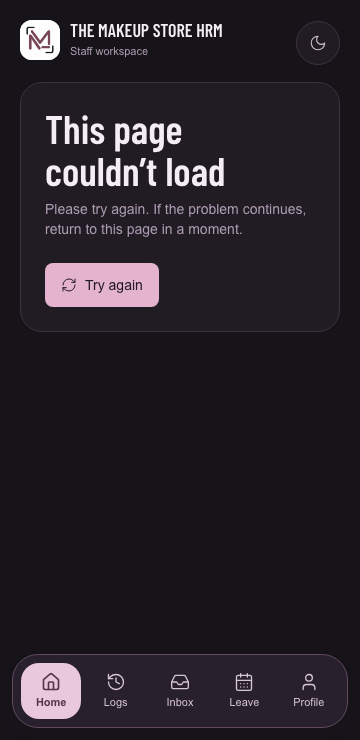 THE MAKEUP STORE HRM
Staff workspace
This page
couldn’t load
Please try again. If the problem continues,
return to this page in a moment.
Try again
Home
Logs
Inbox
Leave
Profile